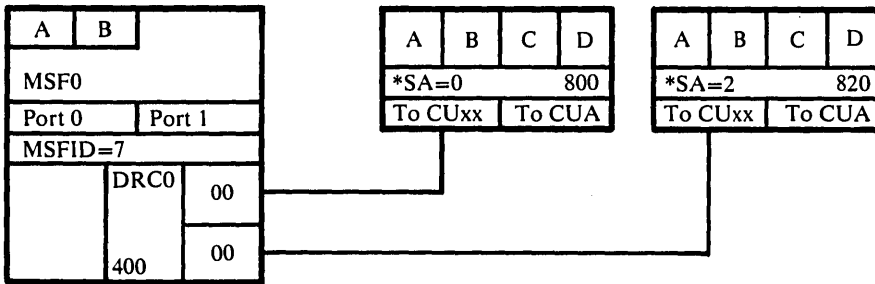 A B
MSF0
Port 0 Port 1
MSFID=7
DRC0
00
00
400
A B C D
*SA=0 800
To CUxx To CUA
A B C D
*SA=2 820
To CUxx To CUA